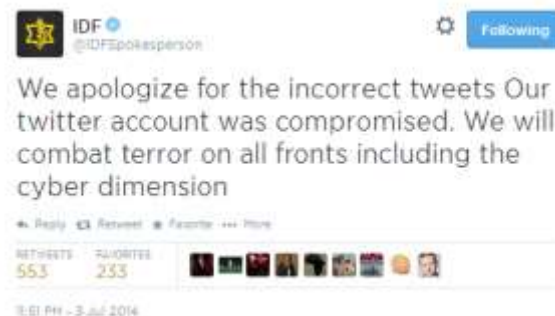 IDF
@IDFSpokesperson
Following
We apologize for the incorrect tweets Our
twitter account was compromised. We will
combat terror on all fronts including the
cyber dimension
Reply Retweet Favorite ••• More
RETWEETS FAVORITES
553 233
PM - 3 Jul 2014